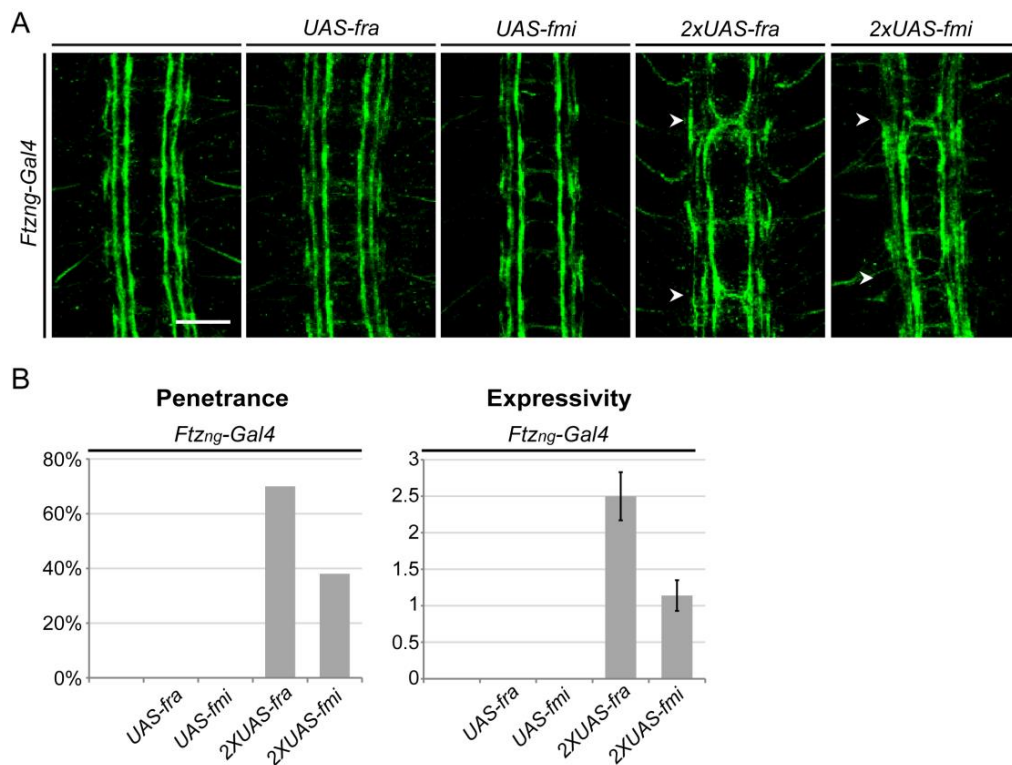 A
UAS-fra UAS-fmi 2xUAS-fra 2xUAS-fmi
Ftzng-Gal4
B
Penetrance
Ftzng-Gal4
80%
60%
40%
20%
0%
UAS-fra
UAS-fmi
2XUAS-fra
2XUAS-fmi
Expressivity
Ftzng-Gal4
3
2.5
2
1.5
1
0.5
0
UAS-fra
UAS-fmi
2XUAS-fra
2XUAS-fmi